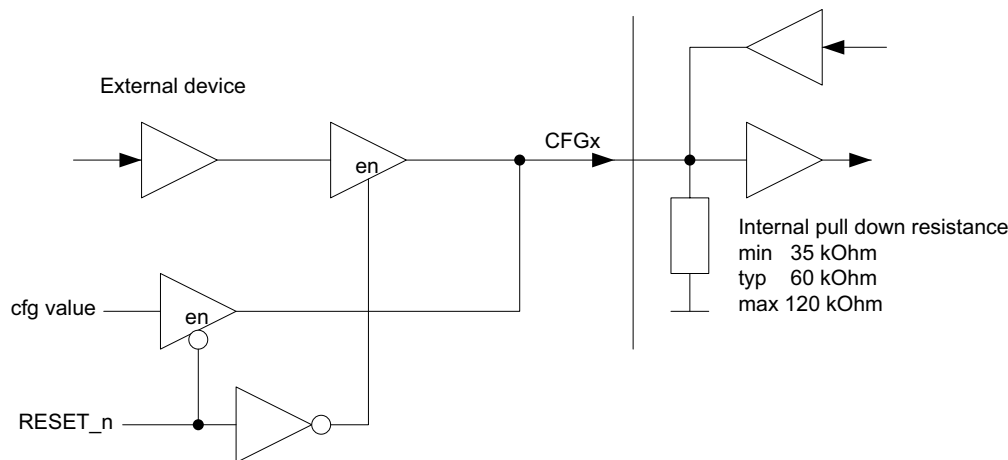 External device
en
CFGx
Internal pull down resistance
min 35 kOhm
typ 60 kOhm
max 120 kOhm
cfg value
en
RESET_n